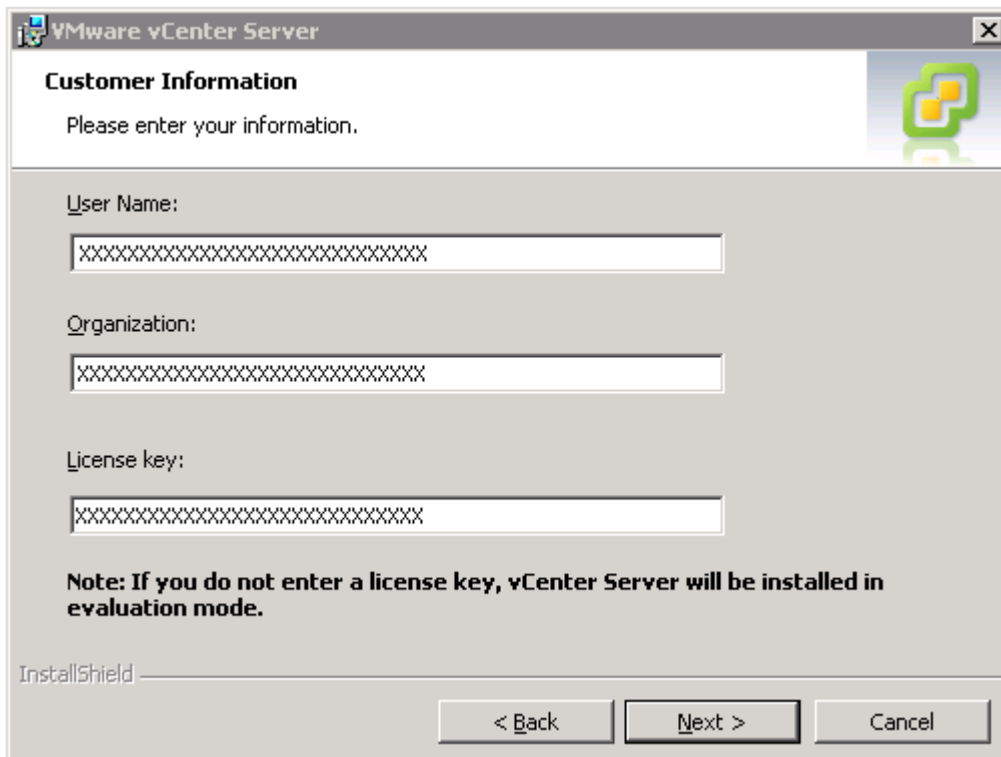 VMware vCenter Server
Customer Information
Please enter your information.
User Name:
XXXXXXXXXXXXXXXXXXXXXXXXXXXXX
Organization:
XXXXXXXXXXXXXXXXXXXXXXXXXXXXX
License key:
XXXXXXXXXXXXXXXXXXXXXXXXXXXXX
Note: If you do not enter a license key, vCenter Server will be installed in
evaluation mode.
InstallShield
< Back Next > Cancel